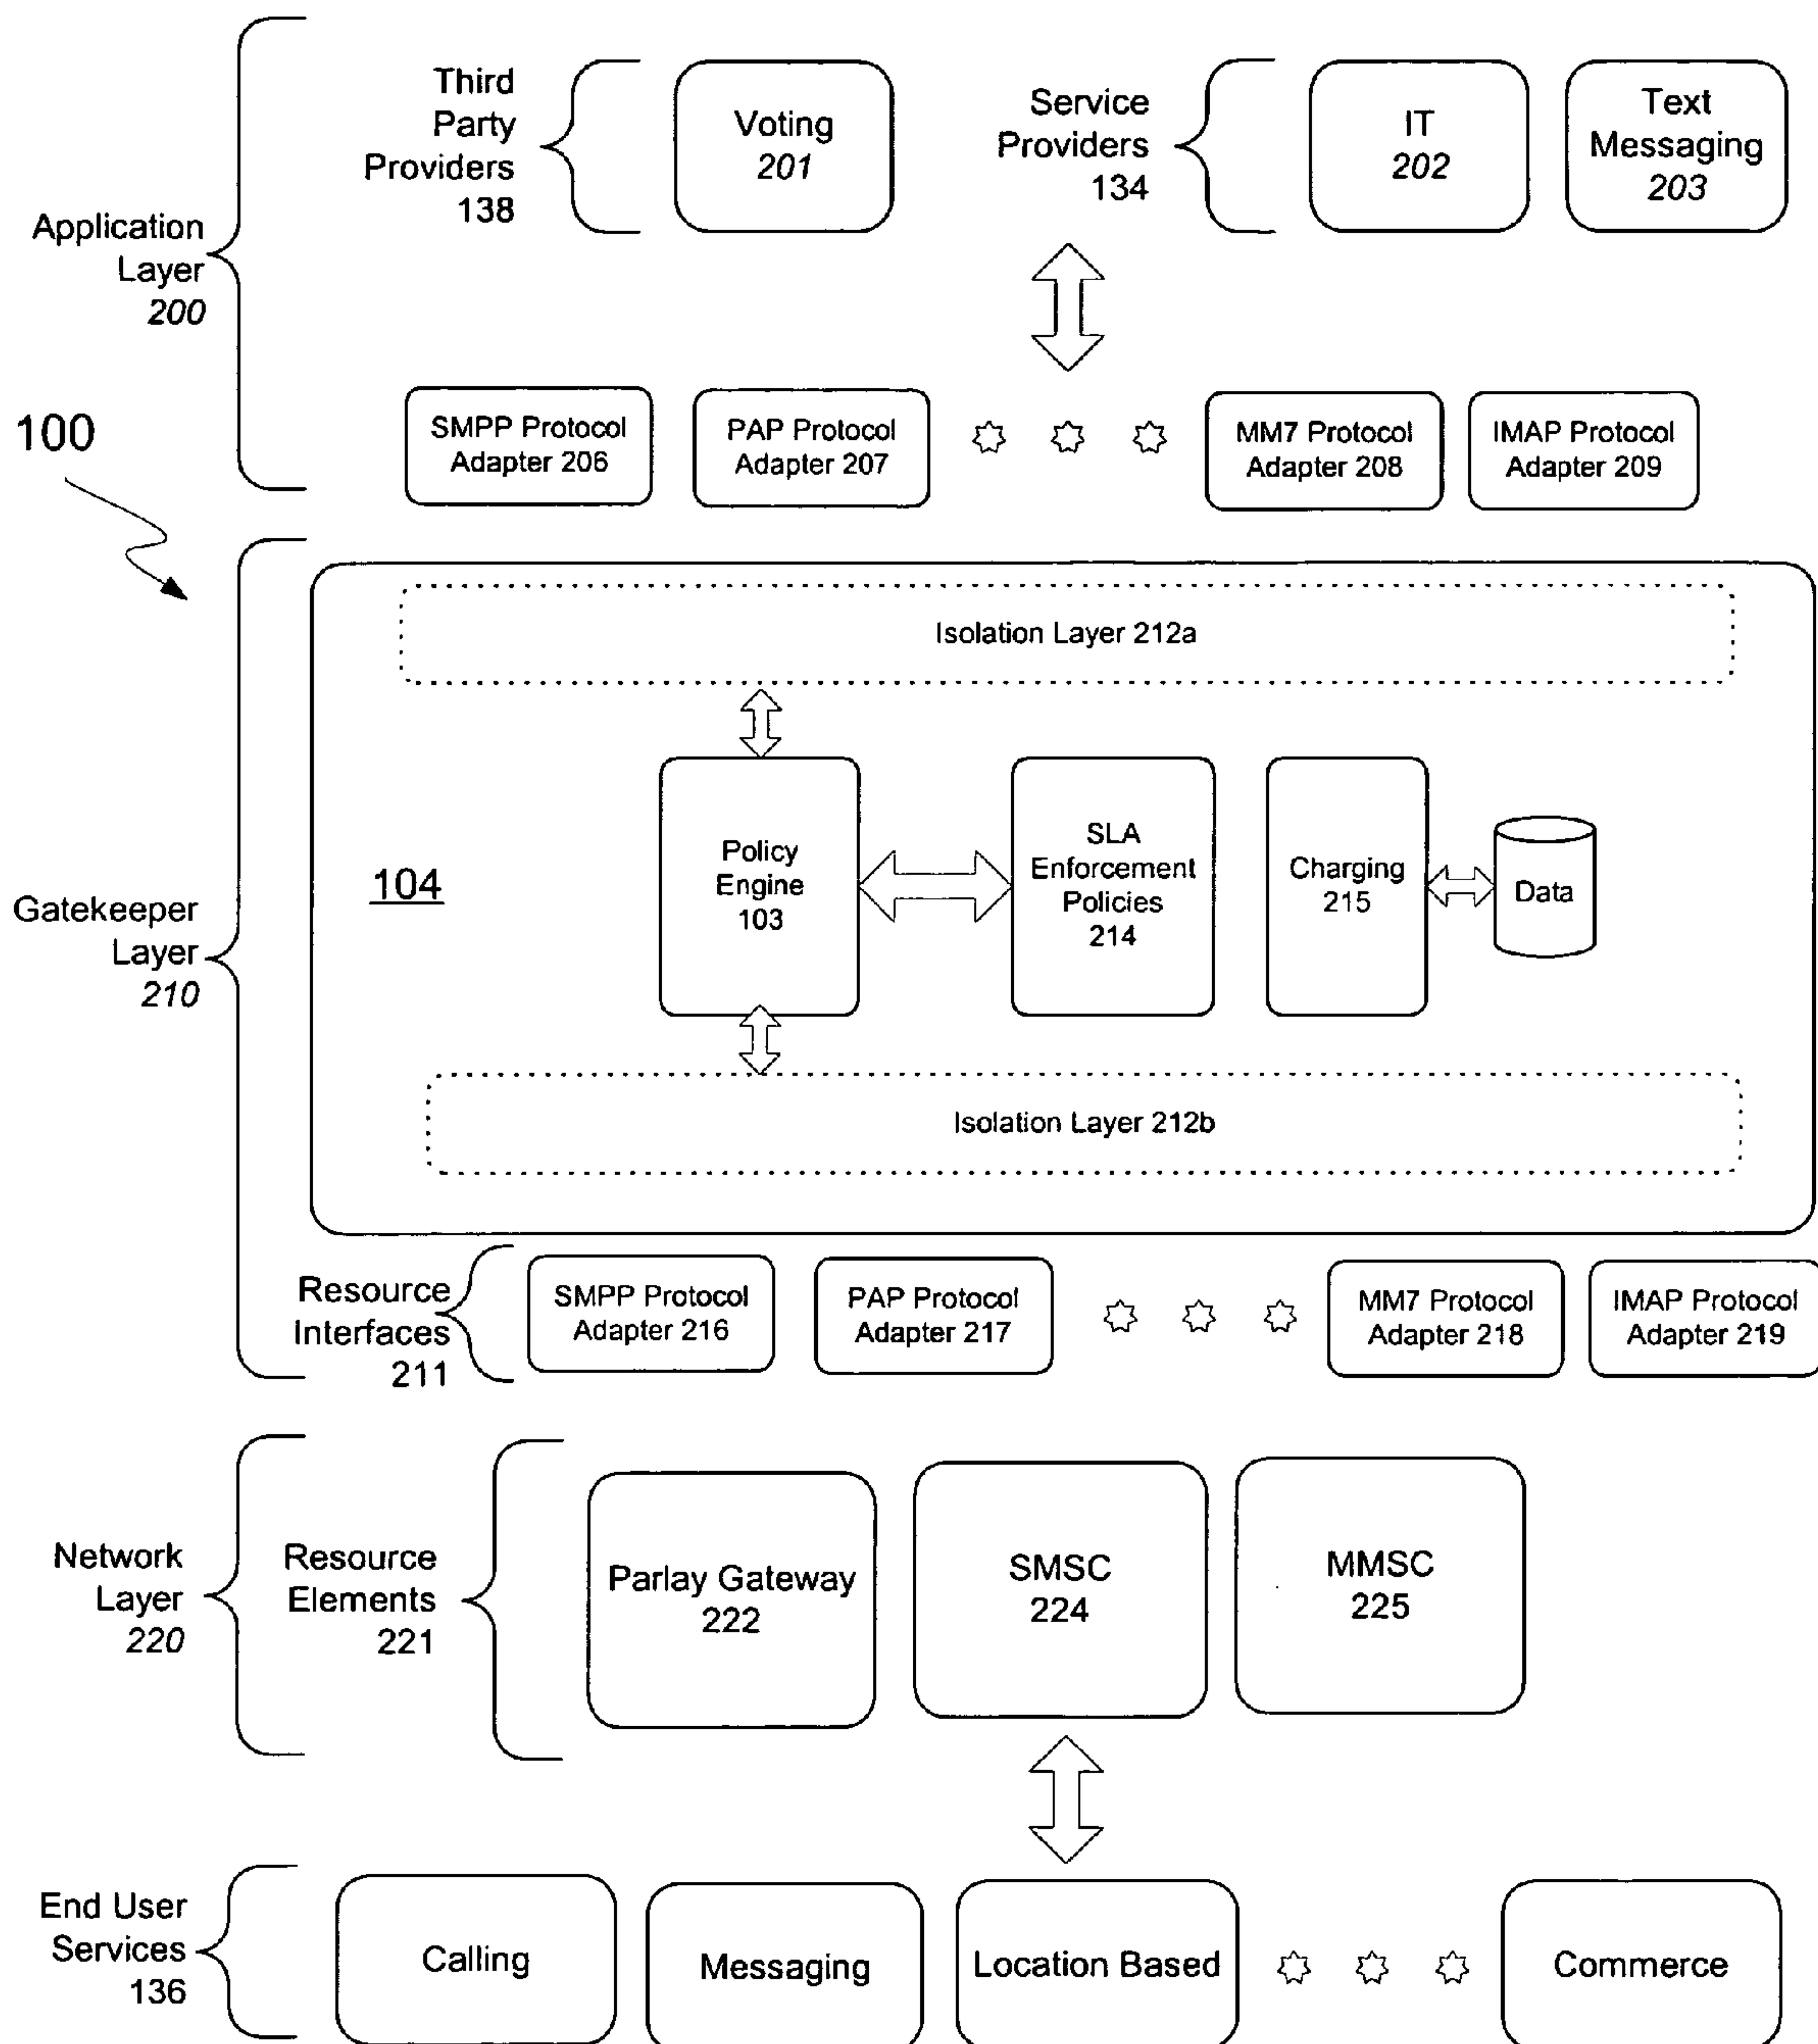 Third
Party
Providers
138
Voting
201
Service
Providers
134
IT
202
Text
Messaging
203
Application
Layer
200
SMPP Protocol
Adapter 206
PAP Protocol
Adapter 207
MM7 Protocol
Adapter 208
IMAP Protocol
Adapter 209
100
Isolation Layer 212a
Gatekeeper
Layer
210
104
Policy
Engine
103
SLA
Enforcement
Policies
214
Charging
215
Data
Isolation Layer 212b
Resource
Interfaces
211
SMPP Protocol
Adapter 216
PAP Protocol
Adapter 217
MM7 Protocol
Adapter 218
IMAP Protocol
Adapter 219
Network
Layer
220
Resource
Elements
221
Parlay Gateway
222
SMSC
224
MMSC
225
End User
Services
136
Calling
Messaging
Location Based
Commerce